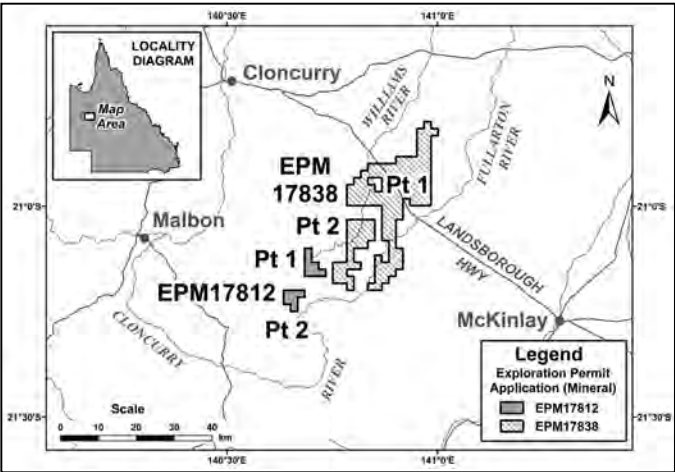 140°30'E
141°0'E
LOCALITY
DIAGRAM
Map
Area
Cloncurry
WILLIAMS
RIVER
N
FULLARTON
RIVER
EPM
17838
Pt 1
21°0'S
21°0'S
Malbon
Pt 2
LANDSBOROUGH
HWY
Pt 1
EPM17812
Pt 2
McKinlay
CLONCURRY
RIVER
Legend
Exploration Permit
Application (Mineral)
EPM17812
EPM17838
Scale
0 10 20 30 40
km
21°30'S
21°30'S
140°30'E
141°0'E